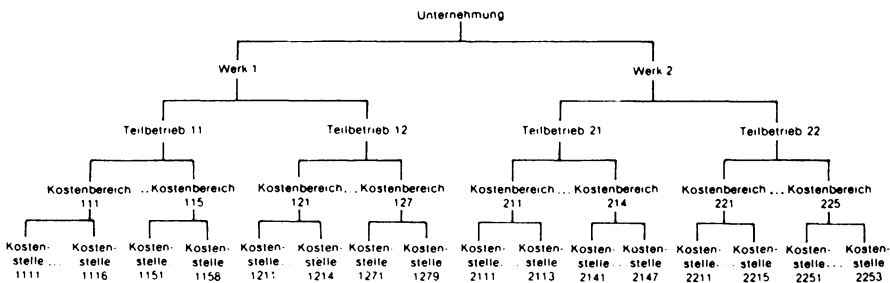 Unternehmung
Werk 1 Werk 2
Teilbetrieb 11 Teilbetrieb 12 Teilbetrieb 21 Teilbetrieb 22
Kostenbereich ..Kostenbereich Kostenbereich... Kostenbereich Kostenbereich... Kostenbereich Kostenbereich... Kostenbereich
111 115 121 127 211 214 221 225
Kosten- Kosten- Kosten- Kosten- Kosten- Kosten- Kosten- Kosten- Kosten- Kosten- Kosten- Kosten- Kosten- Kosten- Kosten- Kosten-
stelle... stelle stelle... stelle stelle... stelle stelle... stelle stelle... stelle stelle... stelle stelle... stelle stelle... stelle
1111 1116 1151 1158 1211 1214 1271 1279 2111 2113 2141 2147 2211 2215 2251 2253